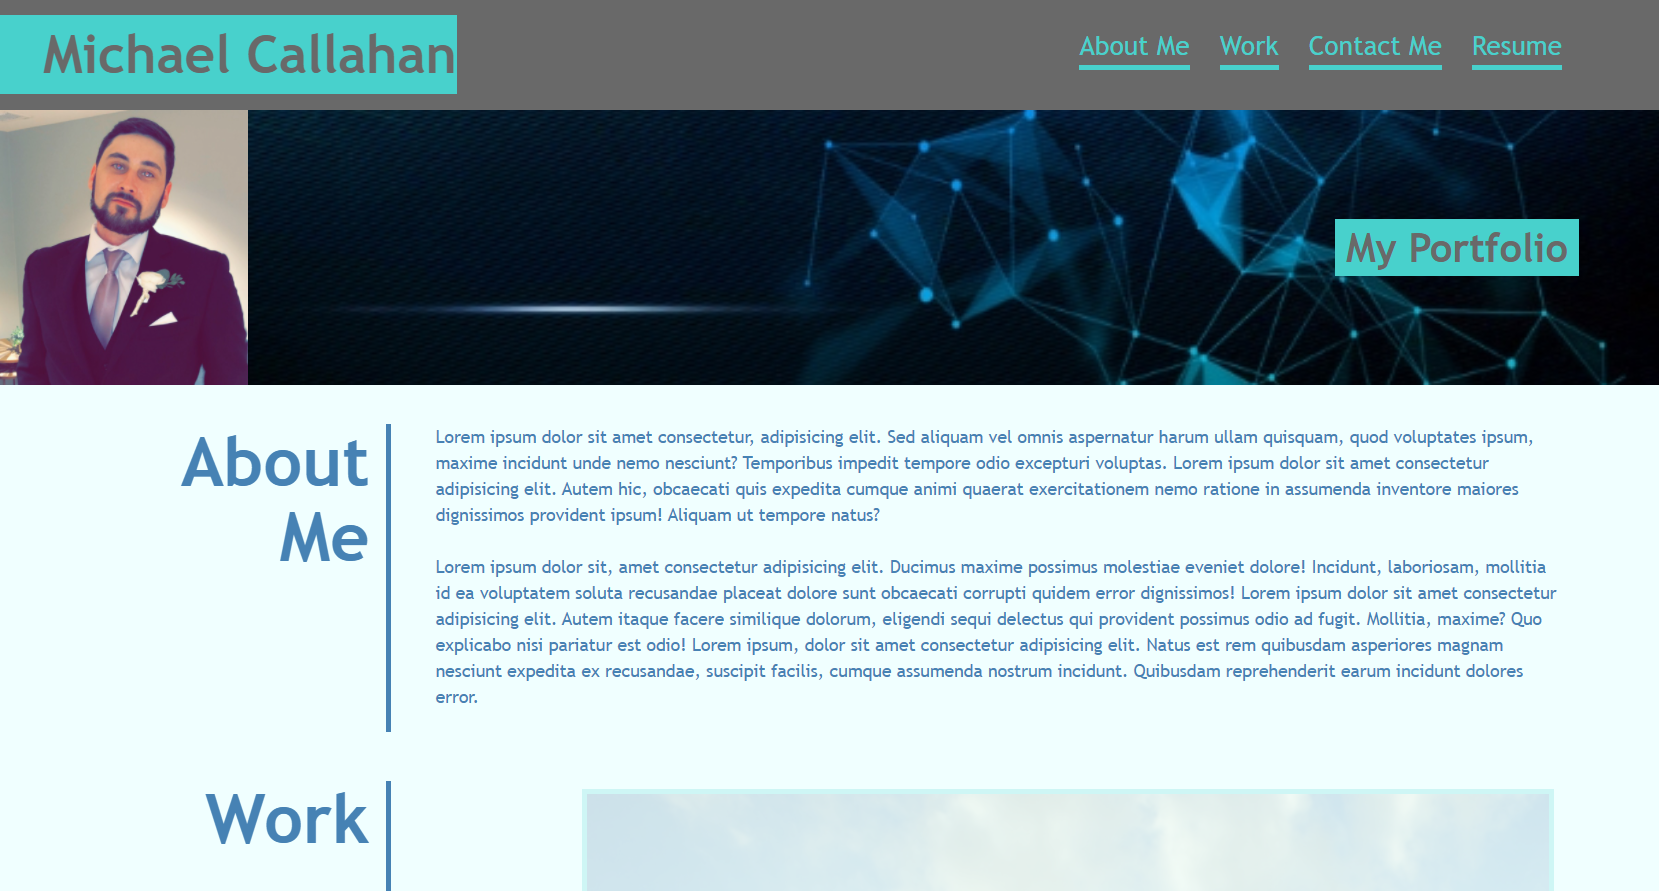 Michael Callahan
About Me Work Contact Me Resume
My Portfolio
About
Me
Lorem ipsum dolor sit amet consectetur, adipisicing elit. Sed aliquam vel omnis aspernatur harum ullam quisquam, quod voluptates ipsum,
maxime incidunt unde nemo nesciunt? Temporibus impedit tempore odio excepturi voluptas. Lorem ipsum dolor sit amet consectetur
adipisicing elit. Autem hic, obcaecati quis expedita cumque animi quaerat exercitationem nemo ratione in assumenda inventore maiores
dignissimos provident ipsum! Aliquam ut tempore natus?
Lorem ipsum dolor sit, amet consectetur adipisicing elit. Ducimus maxime possimus molestiae eveniet dolore! Incidunt, laboriosam, mollitia
id ea voluptatem soluta recusandae placeat dolore sunt obcaecati corrupti quidem error dignissimos! Lorem ipsum dolor sit amet consectetur
adipisicing elit. Autem itaque facere similique dolorum, eligendi sequi delectus qui provident possimus odio ad fugit. Mollitia, maxime? Quo
explicabo nisi pariatur est odio! Lorem ipsum, dolor sit amet consectetur adipisicing elit. Natus est rem quibusdam asperiores magnam
nesciunt expedita ex recusandae, suscipit facilis, cumque assumenda nostrum incidunt. Quibusdam reprehenderit earum incidunt dolores
error.
Work